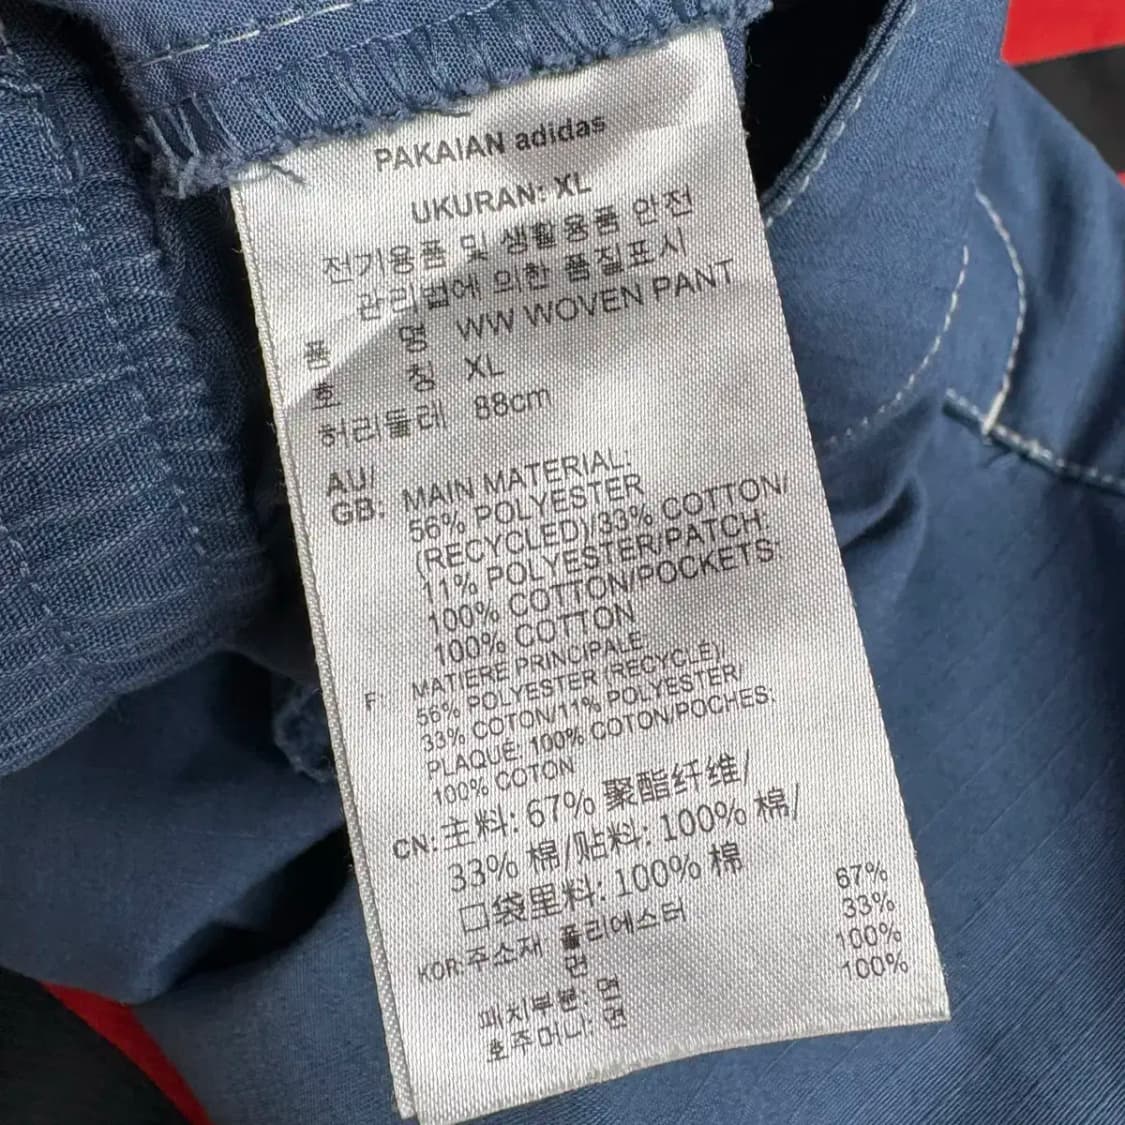 PAKAIAN adidas
UKURAN: XL
전기용품 및 생활용품 안전
관리법에 의한 품질표시
품 명 WW WOVEN PANT
호 칭 XL
허리둘레 88cm
AU/
GB: MAIN MATERIAL:
56% POLYESTER
(RECYCLED)/33% COTTON/
11% POLYESTER/PATCH:
100% COTTON/POCKETS:
100% COTTON
F: MATIERE PRINCIPALE
56% POLYESTER (RECYCLÉ)/
33% COTON/11% POLYESTER/
PLAQUÉ: 100% COTON/POCHES:
100% COTON
CN: 主料: 67% 聚酯纤维/
33% 棉/贴料: 100% 棉/
口袋里料: 100% 棉
KOR: 주소재: 폴리에스터 67%
면 33%
패치부분: 면 100%
호주머니: 면 100%